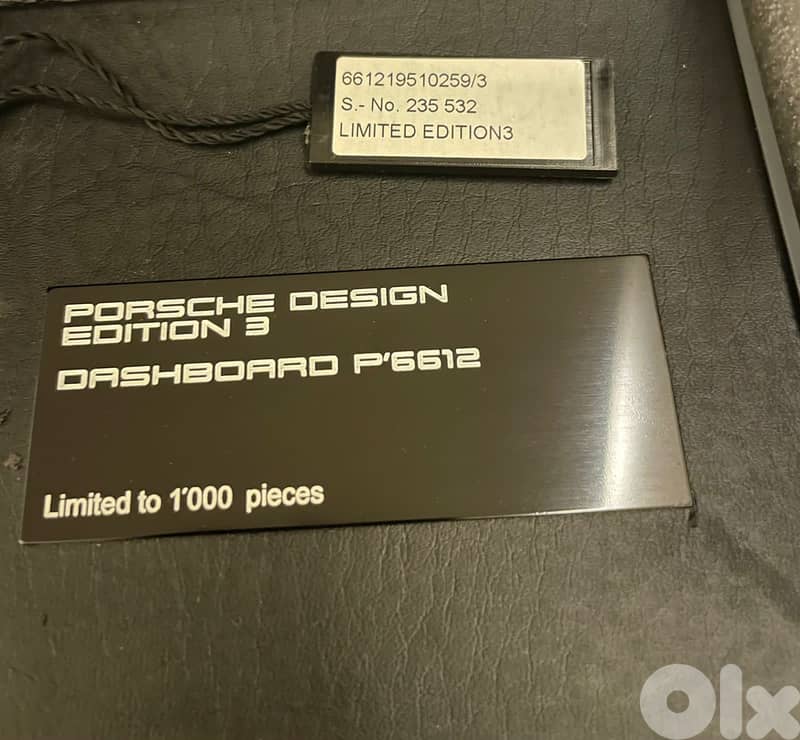 661219510259/3
S.- No. 235 532
LIMITED EDITION3
PORSCHE DESIGN
EDITION 3
DASHBOARD P'6612
Limited to 1'000 pieces
Olx